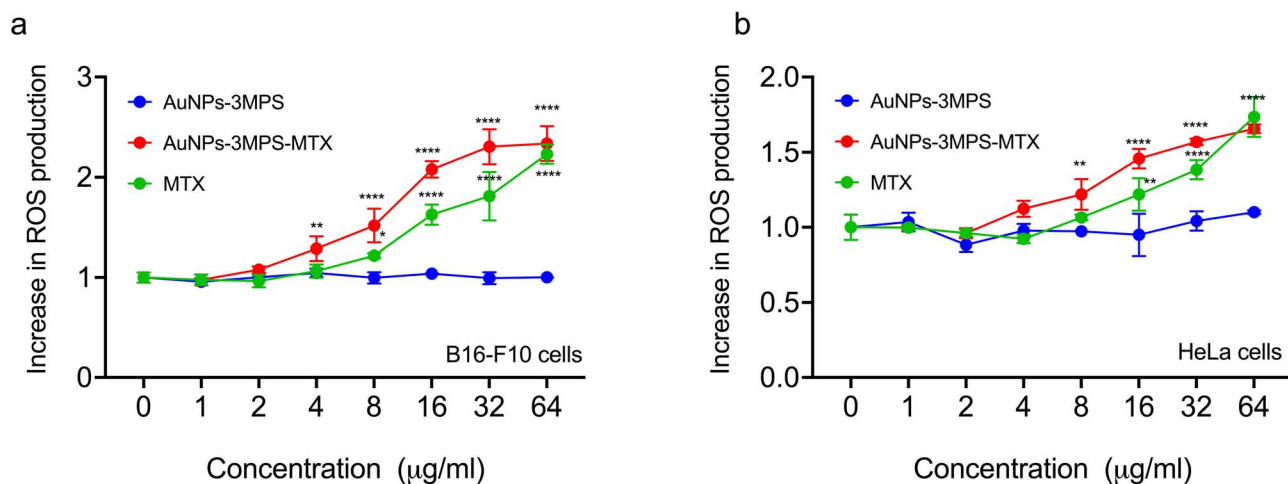 a
Increase in ROS production
3
2
1
0
AuNPs-3MPS
AuNPs-3MPS-MTX
MTX
**
****
*
****
****
****
****
****
****
B16-F10 cells
0 1 2 4 8 16 32 64
Concentration (μg/ml)
b
Increase in ROS production
2.0
1.5
1.0
0.5
0.0
AuNPs-3MPS
AuNPs-3MPS-MTX
MTX
**
****
**
****
****
****
HeLa cells
0 1 2 4 8 16 32 64
Concentration (μg/ml)